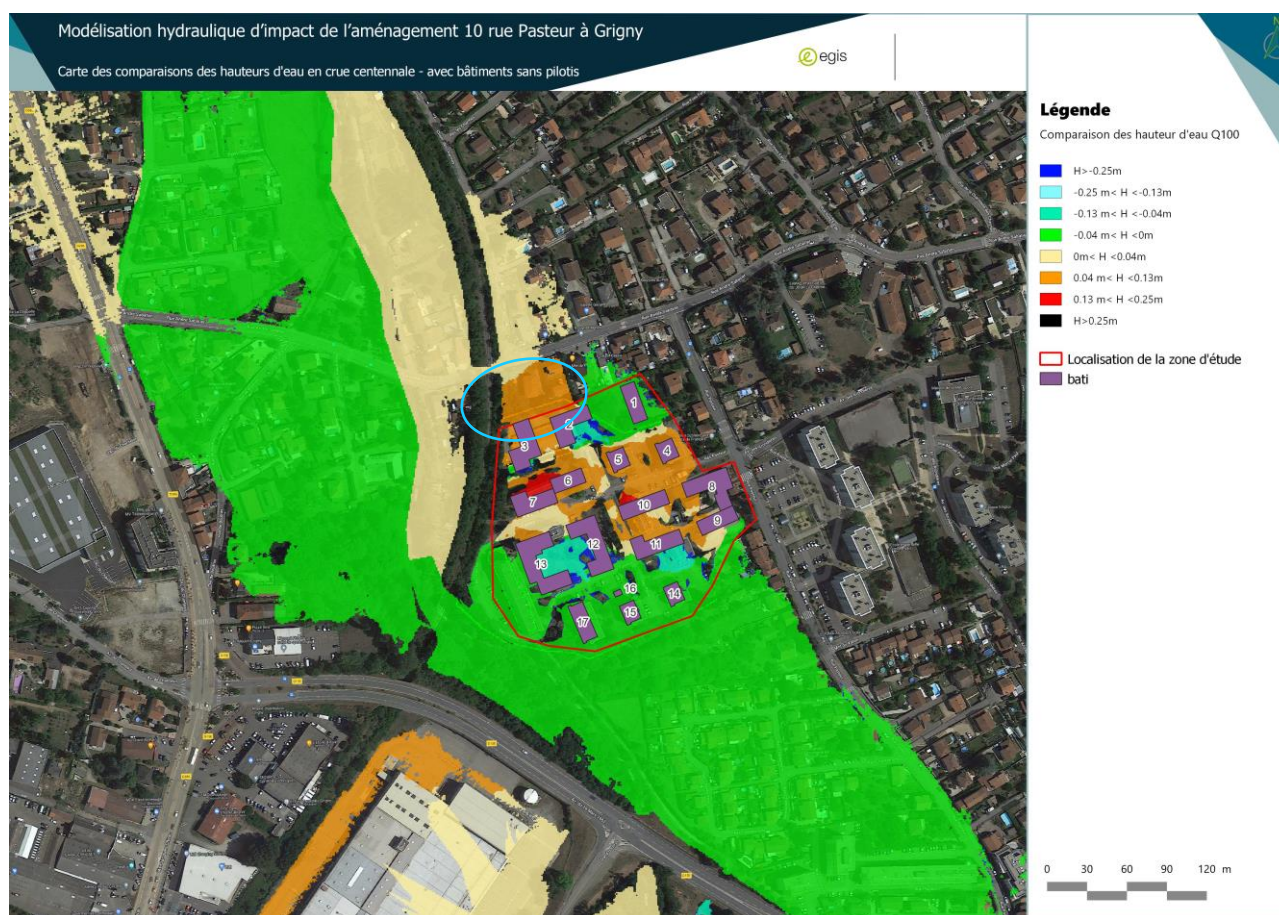 Modélisation hydraulique d'impact de l'aménagement 10 rue Pasteur à Grigny
Carte des comparaisons des hauteurs d'eau en crue centennale - avec bâtiments sans pilotis
egis
N
Légende
Comparaison des hauteur d'eau Q100
H>-0.25m
-0.25 m< H <-0.13m
-0.13 m< H <-0.04m
-0.04 m< H <0m
0m< H <0.04m
0.04 m< H <0.13m
0.13 m< H <0.25m
H>0.25m
Localisation de la zone d'étude
bati
1
2
3
4
5
6
7
8
9
10
11
12
13
14
15
16
17
0 30 60 90 120 m